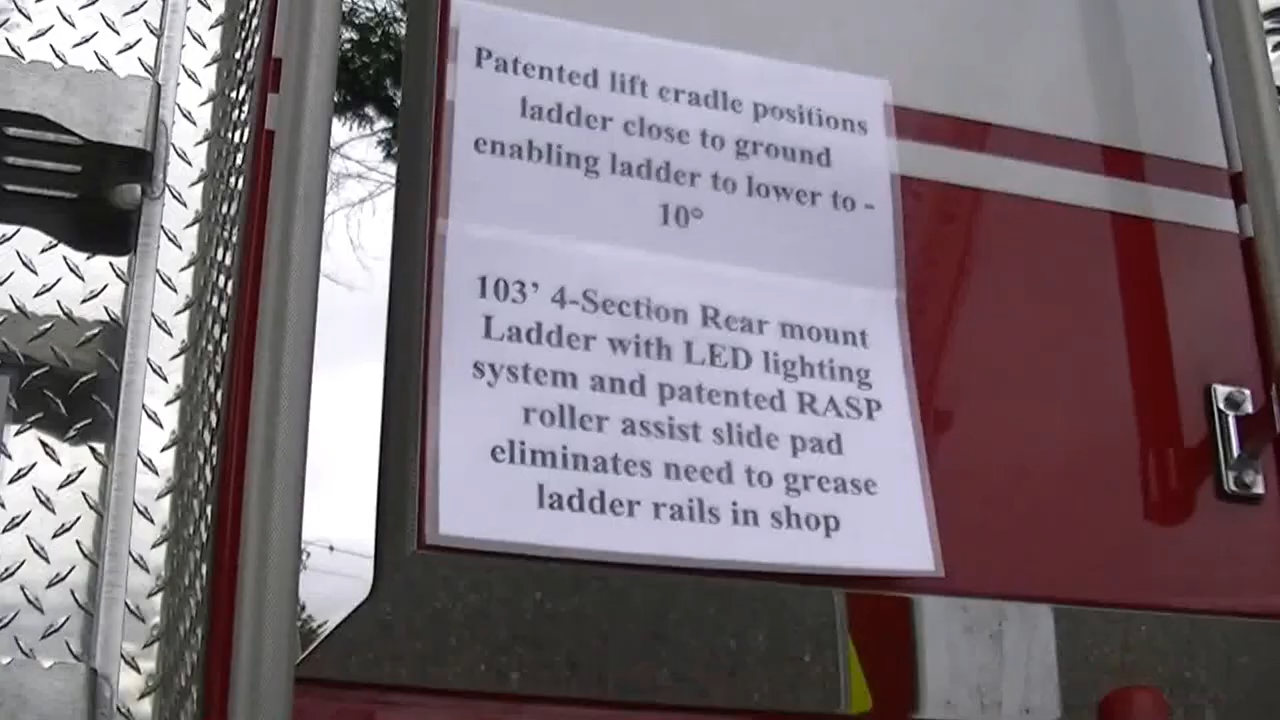 Patented lift cradle positions
ladder close to ground
enabling ladder to lower to -
10°
103’ 4-Section Rear mount
Ladder with LED lighting
system and patented RASP
roller assist slide pad
eliminates need to grease
ladder rails in shop